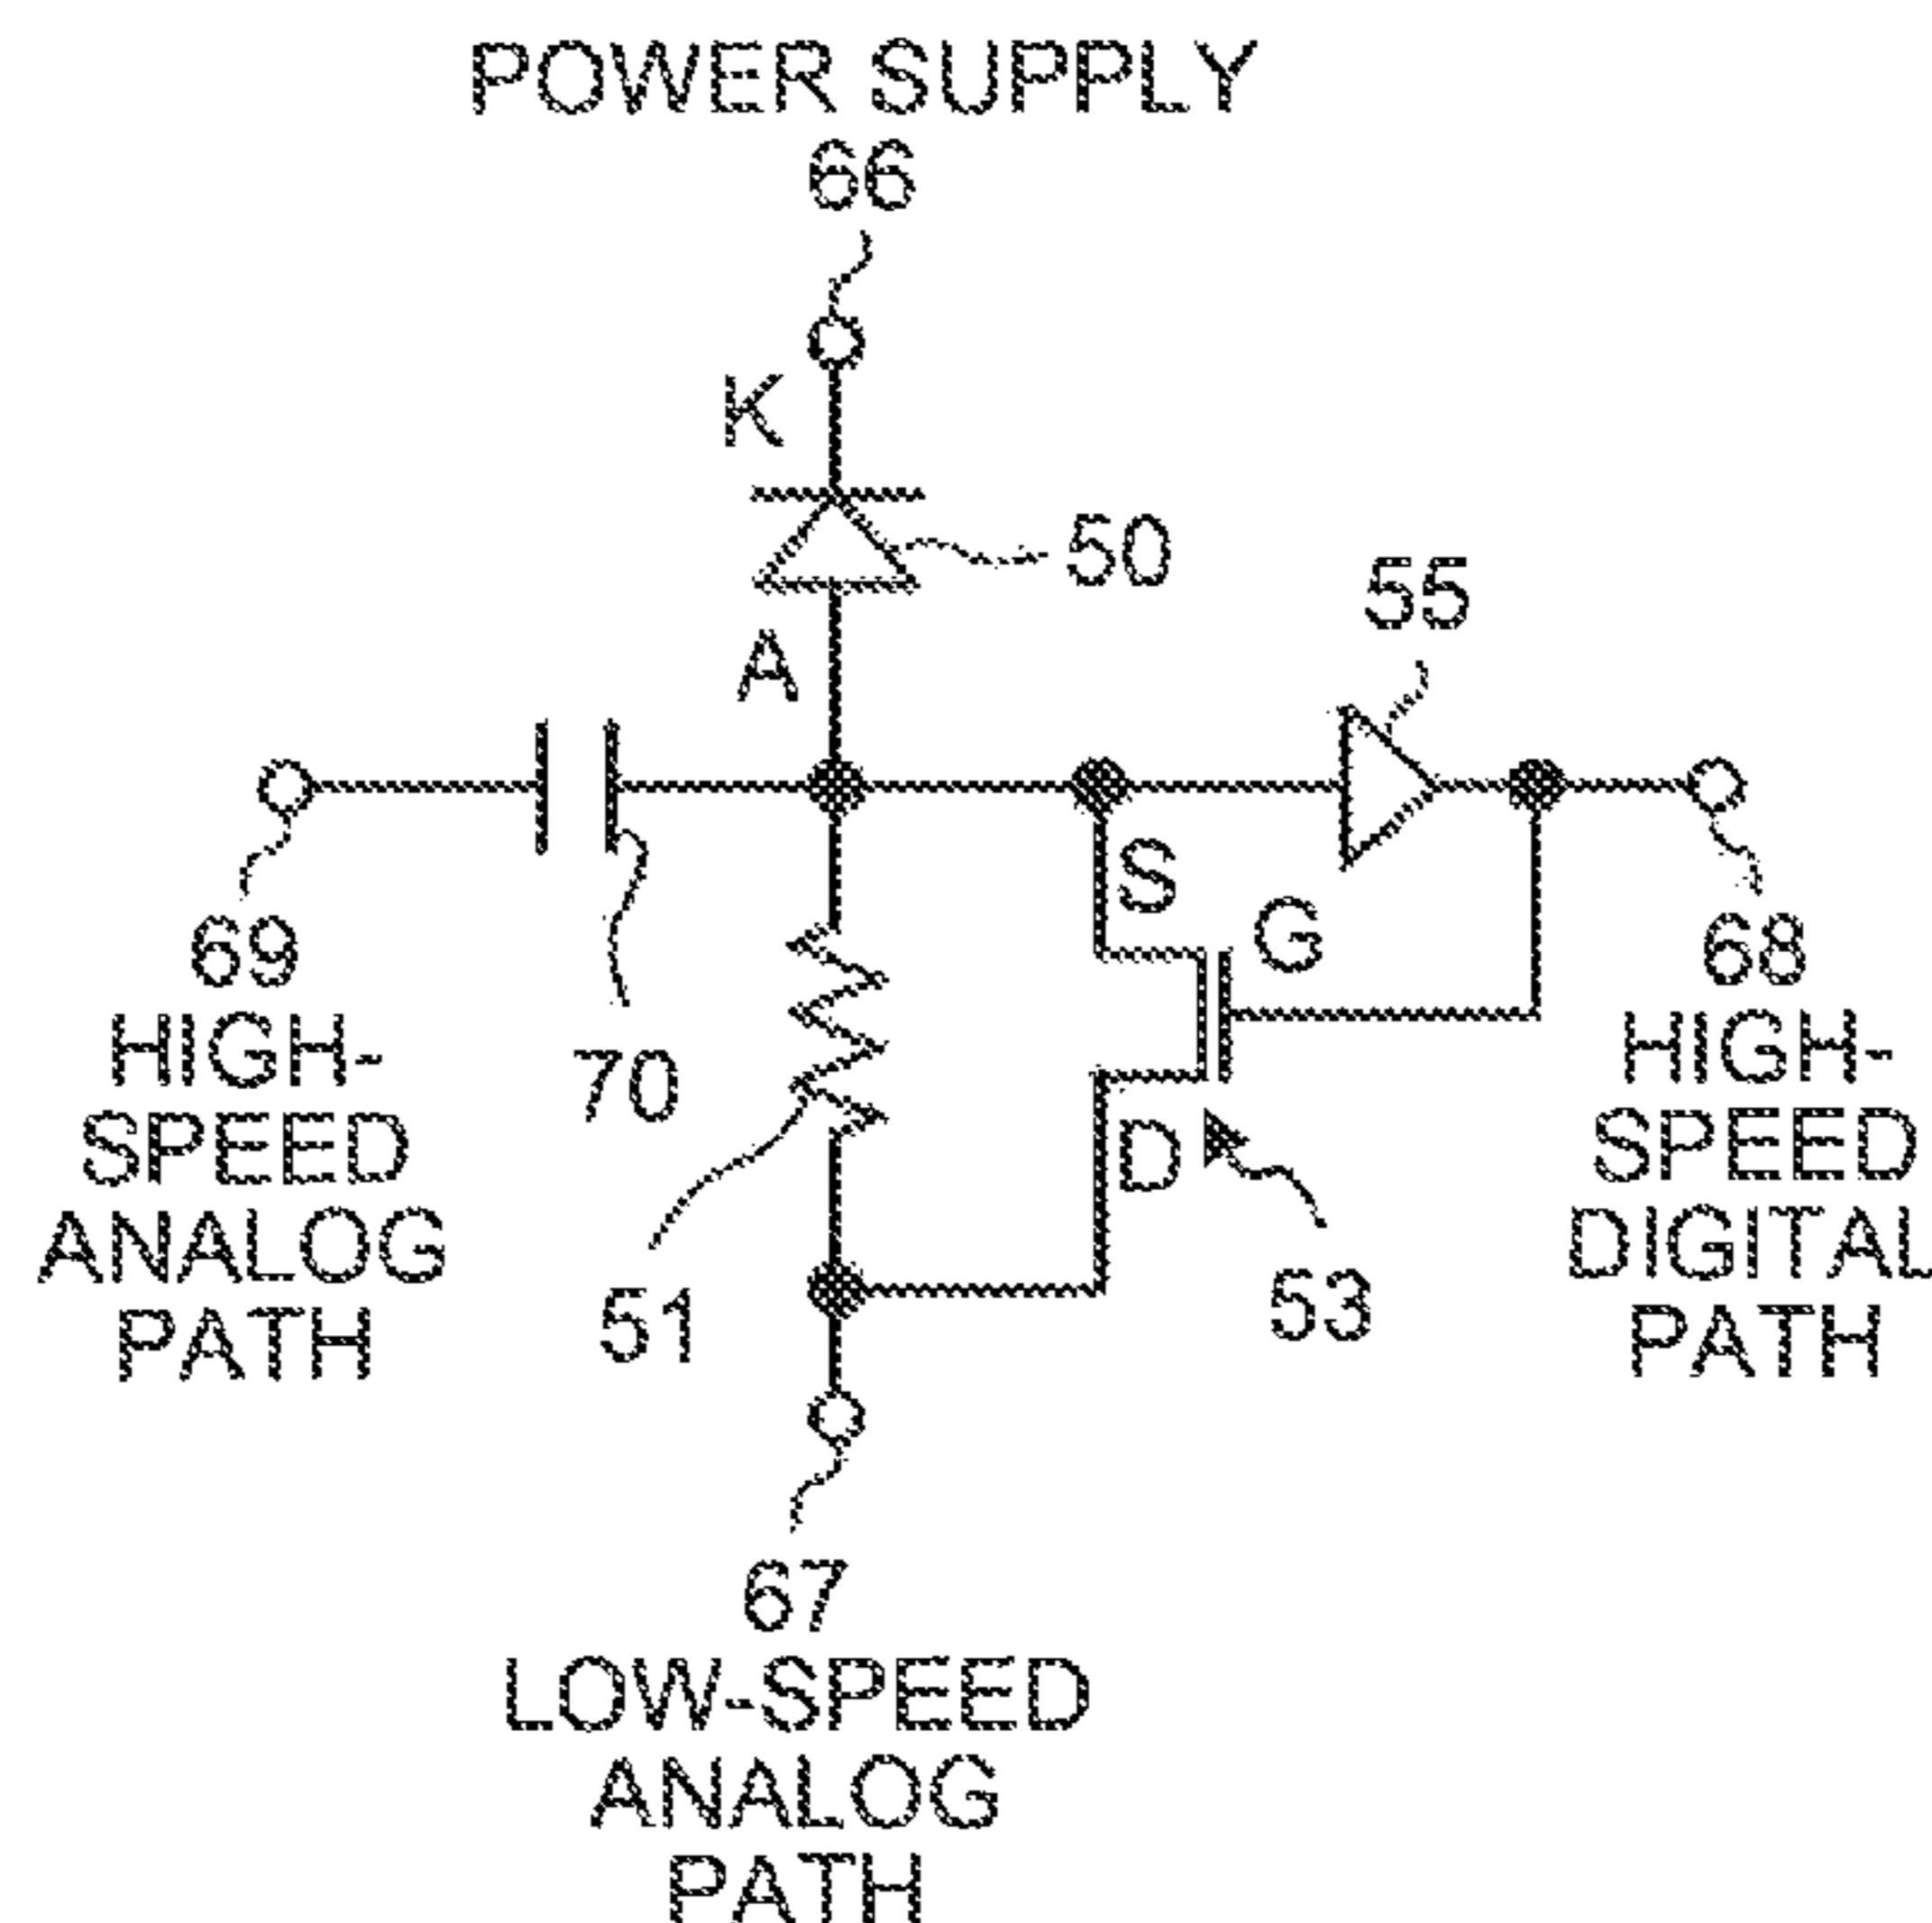 POWER SUPPLY
66
K
50
55
A
S
G
69
HIGH-
SPEED
ANALOG
PATH
70
68
HIGH-
SPEED
DIGITAL
PATH
D
51
53
67
LOW-SPEED
ANALOG
PATH